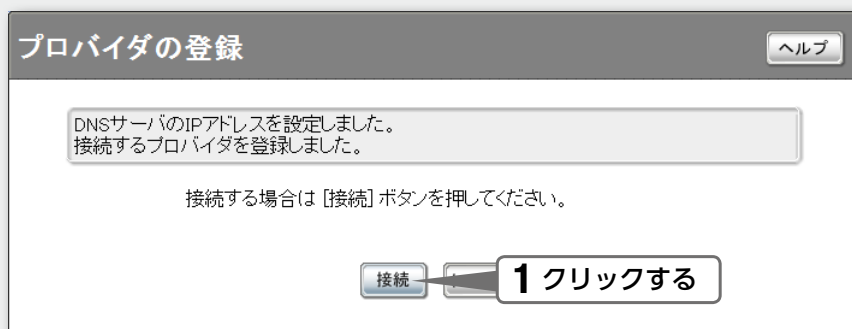 プロバイダの登録
ヘルプ
DNSサーバのIPアドレスを設定しました。
接続するプロバイダを登録しました。
接続する場合は [接続] ボタンを押してください。
接続
1 クリックする